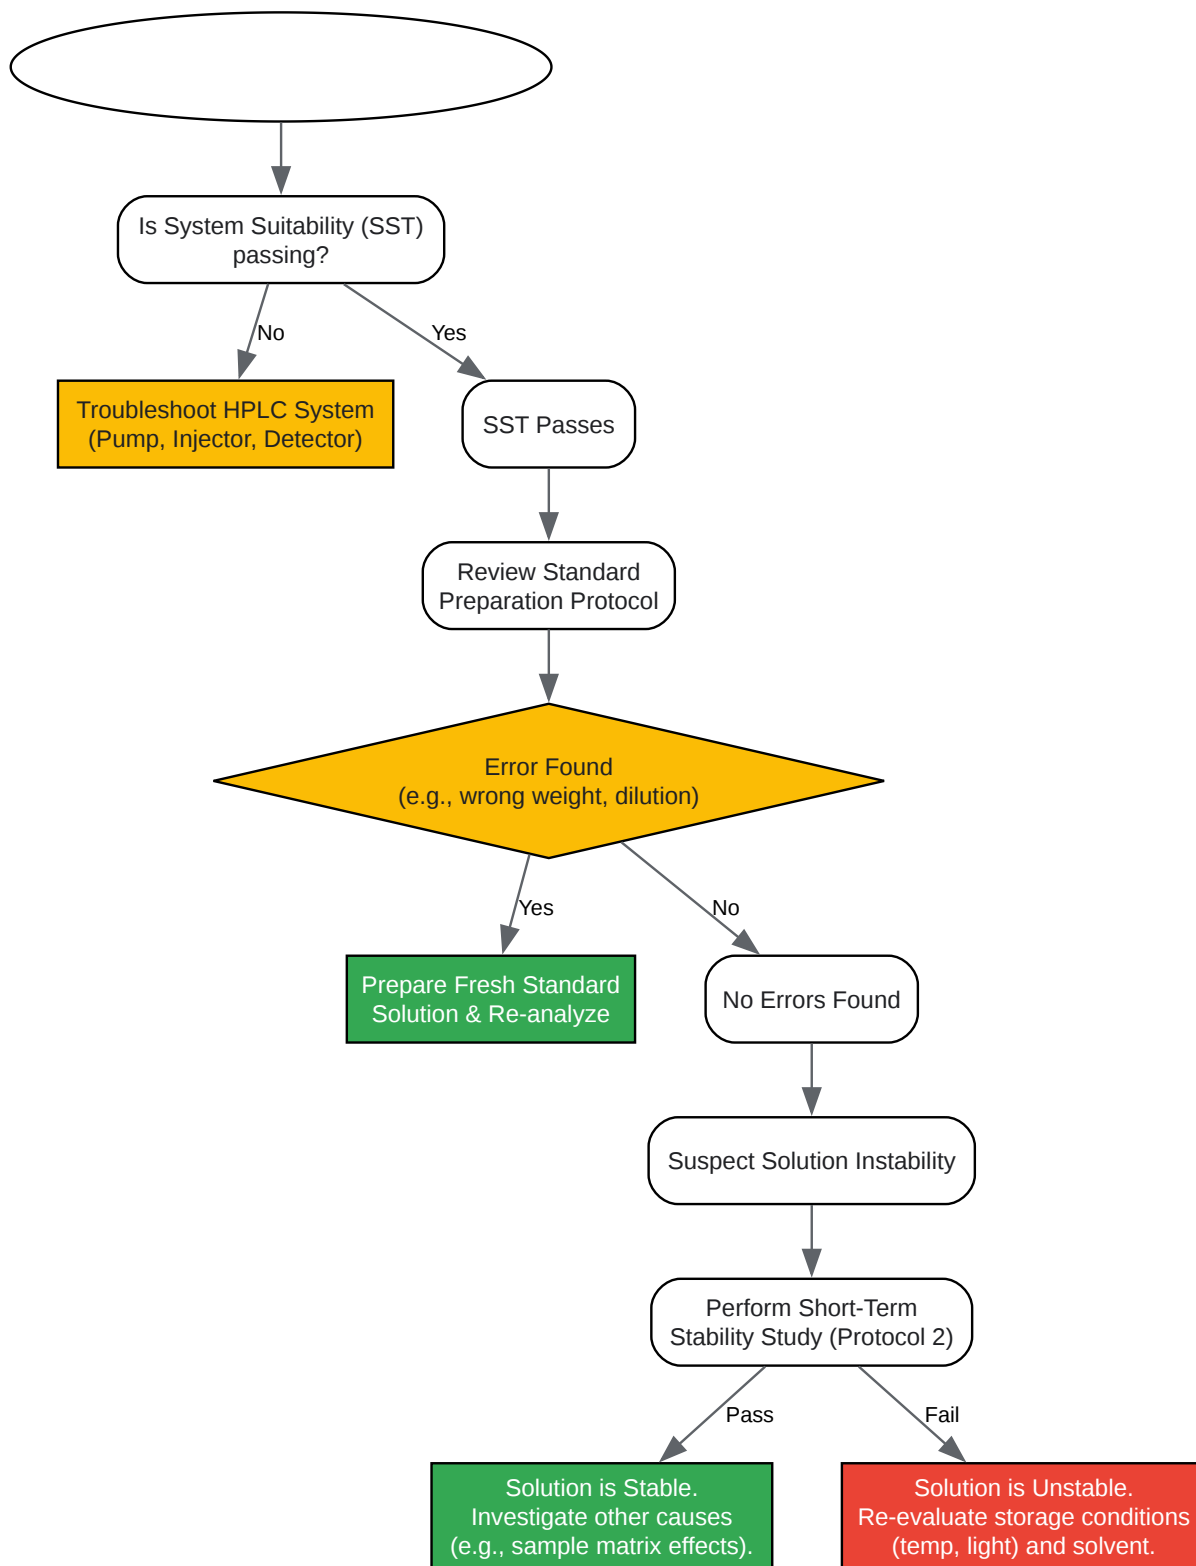 Is System Suitability (SST)
passing?
No
Yes
Troubleshoot HPLC System
(Pump, Injector, Detector)
SST Passes
Review Standard
Preparation Protocol
Error Found
(e.g., wrong weight, dilution)
Yes
No
Prepare Fresh Standard
Solution & Re-analyze
No Errors Found
Suspect Solution Instability
Perform Short-Term
Stability Study (Protocol 2)
Pass
Fail
Solution is Stable.
Investigate other causes
(e.g., sample matrix effects).
Solution is Unstable.
Re-evaluate storage conditions
(temp, light) and solvent.